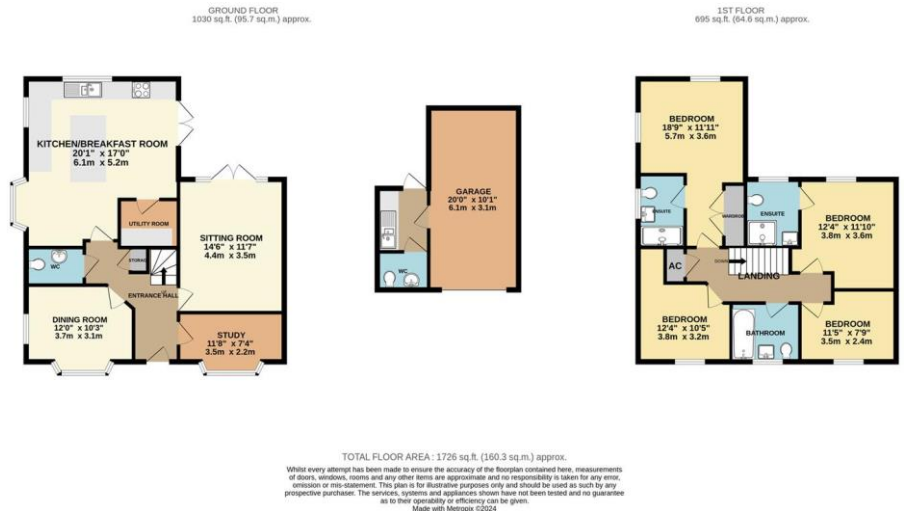 GROUND FLOOR
1030 sq.ft. (95.7 sq.m.) approx.
1ST FLOOR
695 sq.ft. (64.6 sq.m.) approx.
KITCHEN/BREAKFAST ROOM
20'1" x 17'0"
6.1m x 5.2m
UTILITY ROOM
SITTING ROOM
14'6" x 11'7"
4.4m x 3.5m
WC
STORAGE
UP
ENTRANCE HALL
DINING ROOM
12'0" x 10'3"
3.7m x 3.1m
STUDY
11'8" x 7'4"
3.5m x 2.2m
GARAGE
20'0" x 10'1"
6.1m x 3.1m
WC
BEDROOM
18'9" x 11'11"
5.7m x 3.6m
ENSUITE
WARDROBE
ENSUITE
BEDROOM
12'4" x 11'10"
3.8m x 3.6m
AC
DOWN
LANDING
BEDROOM
12'4" x 10'5"
3.8m x 3.2m
BATHROOM
BEDROOM
11'5" x 7'9"
3.5m x 2.4m
TOTAL FLOOR AREA : 1726 sq.ft. (160.3 sq.m.) approx.
Whilst every attempt has been made to ensure the accuracy of the floorplan contained here, measurements
of doors, windows, rooms and any other items are approximate and no responsibility is taken for any error,
omission or mis-statement. This plan is for illustrative purposes only and should be used as such by any
prospective purchaser. The services, systems and appliances shown have not been tested and no guarantee
as to their operability or efficiency can be given.
Made with Metropix ©2024